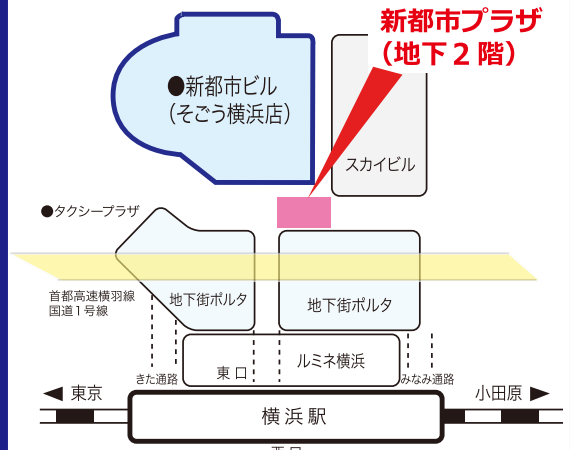 新都市プラザ
（地下２階）
●新都市ビル
（そごう横浜店）
スカイビル
●タクシープラザ
地下街ポルタ
地下街ポルタ
首都高速横羽線
国道1号線
ルミネ横浜
東口
きた通路
みなみ通路
東京
小田原
横浜駅